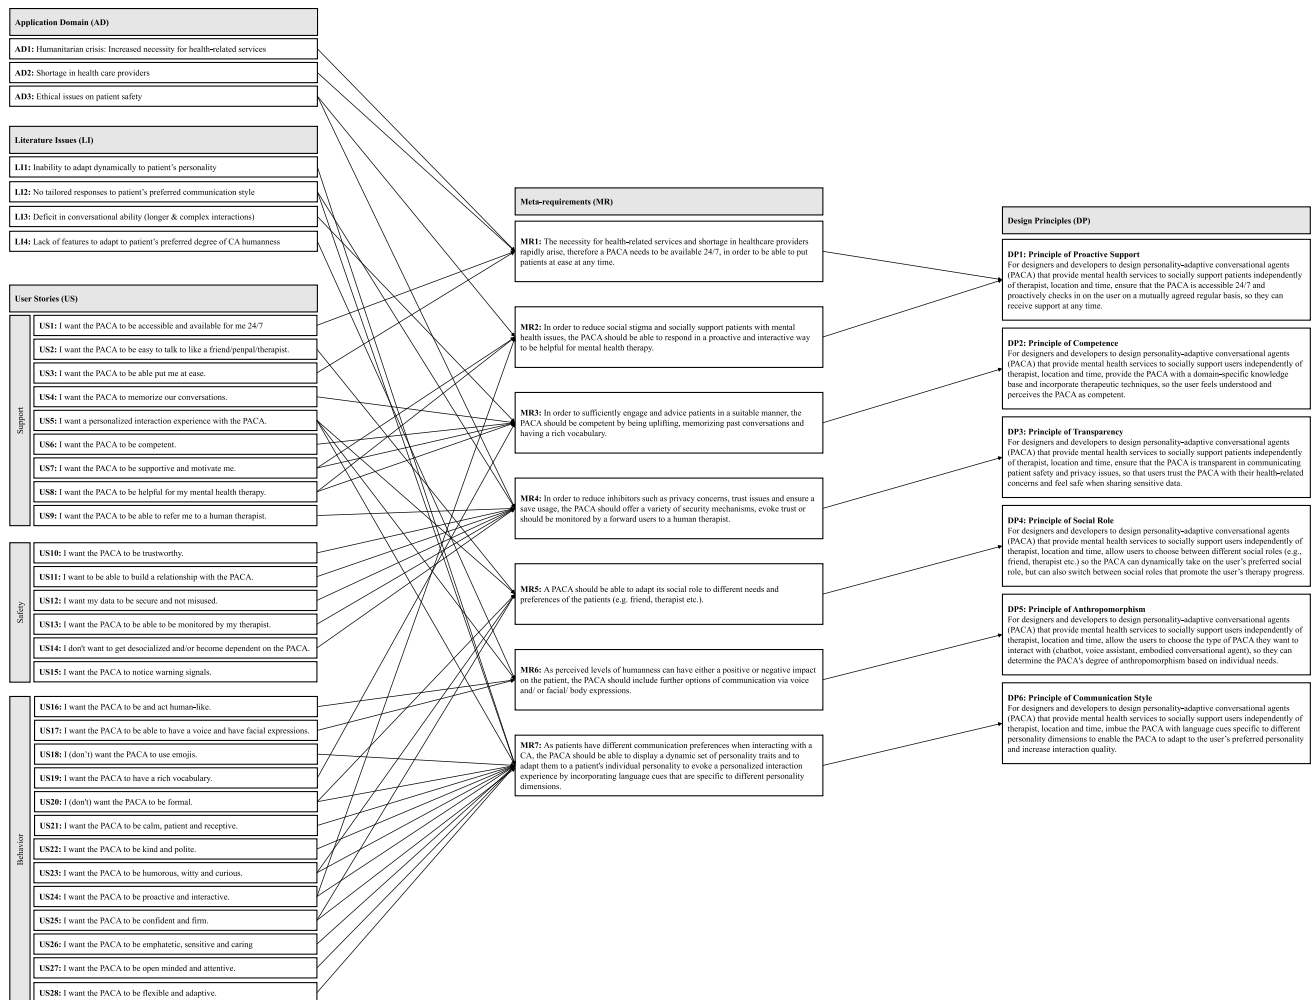 Application Domain (AD)
AD1: Humanitarian crisis: Increased necessity for health-related services
AD2: Shortage in health care providers
AD3: Ethical issues on patient safety
Literature Issues (LI)
LI1: Inability to adapt dynamically to patient's personality
LI2: No tailored responses to patient's preferred communication style
LI3: Deficit in conversational ability (longer & complex interactions)
LI4: Lack of features to adapt to patient's preferred degree of CA humanness
User Stories (US)
Support
US1: I want the PACA to be accessible and available for me 24/7
US2: I want the PACA to be easy to talk to like a friend/penpal/therapist.
US3: I want the PACA to be able put me at ease.
US4: I want the PACA to memorize our conversations.
US5: I want a personalized interaction experience with the PACA.
US6: I want the PACA to be competent.
US7: I want the PACA to be supportive and motivate me.
US8: I want the PACA to be helpful for my mental health therapy.
US9: I want the PACA to be able to refer me to a human therapist.
Safety
US10: I want the PACA to be trustworthy.
US11: I want to be able to build a relationship with the PACA.
US12: I want my data to be secure and not misused.
US13: I want the PACA to be able to be monitored by my therapist.
US14: I don't want to get desocialized and/or become dependent on the PACA.
US15: I want the PACA to notice warning signals.
Behavior
US16: I want the PACA to be and act human-like.
US17: I want the PACA to be able to have a voice and have facial expressions.
US18: I (don't) want the PACA to use emojis.
US19: I want the PACA to have a rich vocabulary.
US20: I (don't) want the PACA to be formal.
US21: I want the PACA to be calm, patient and receptive.
US22: I want the PACA to be kind and polite.
US23: I want the PACA to be humorous, witty and curious.
US24: I want the PACA to be proactive and interactive.
US25: I want the PACA to be confident and firm.
US26: I want the PACA to be emphatetic, sensitive and caring
US27: I want the PACA to be open minded and attentive.
US28: I want the PACA to be flexible and adaptive.
Meta-requirements (MR)
MR1: The necessity for health-related services and shortage in healthcare providers
rapidly arise, therefore a PACA needs to be available 24/7, in order to be able to put
patients at ease at any time.
MR2: In order to reduce social stigma and socially support patients with mental
health issues, the PACA should be able to respond in a proactive and interactive way
to be helpful for mental health therapy.
MR3: In order to sufficiently engage and advice patients in a suitable manner, the
PACA should be competent by being uplifting, memorizing past conversations and
having a rich vocabulary.
MR4: In order to reduce inhibitors such as privacy concerns, trust issues and ensure a
save usage, the PACA should offer a variety of security mechanisms, evoke trust or
should be monitored by a forward users to a human therapist.
MR5: A PACA should be able to adapt its social role to different needs and
preferences of the patients (e.g. friend, therapist etc.).
MR6: As perceived levels of humanness can have either a positive or negative impact
on the patient, the PACA should include further options of communication via voice
and/ or facial/ body expressions.
MR7: As patients have different communication preferences when interacting with a
CA, the PACA should be able to display a dynamic set of personality traits and to
adapt them to a patient's individual personality to evoke a personalized interaction
experience by incorporating language cues that are specific to different personality
dimensions.
Design Principles (DP)
DP1: Principle of Proactive Support
For designers and developers to design personality-adaptive conversational agents
(PACA) that provide mental health services to socially support patients independently
of therapist, location and time, ensure that the PACA is accessible 24/7 and
proactively checks in on the user on a mutually agreed regular basis, so they can
receive support at any time.
DP2: Principle of Competence
For designers and developers to design personality-adaptive conversational agents
(PACA) that provide mental health services to socially support users independently of
therapist, location and time, provide the PACA with a domain-specific knowledge
base and incorporate therapeutic techniques, so the user feels understood and
perceives the PACA as competent.
DP3: Principle of Transparency
For designers and developers to design personality-adaptive conversational agents
(PACA) that provide mental health services to socially support patients independently
of therapist, location and time, ensure that the PACA is transparent in communicating
patient safety and privacy issues, so that users trust the PACA with their health-related
concerns and feel safe when sharing sensitive data.
DP4: Principle of Social Role
For designers and developers to design personality-adaptive conversational agents
(PACA) that provide mental health services to socially support users independently of
therapist, location and time, allow users to choose between different social roles (e.g.,
friend, therapist etc.) so the PACA can dynamically take on the user's preferred social
role, but can also switch between social roles that promote the user's therapy progress.
DP5: Principle of Anthropomorphism
For designers and developers to design personality-adaptive conversational agents
(PACA) that provide mental health services to socially support users independently of
therapist, location and time, allow the users to choose the type of PACA they want to
interact with (chatbot, voice assistant, embodied conversational agent), so they can
determine the PACA's degree of anthropomorphism based on individual needs.
DP6: Principle of Communication Style
For designers and developers to design personality-adaptive conversational agents
(PACA) that provide mental health services to socially support users independently of
therapist, location and time, imbue the PACA with language cues specific to different
personality dimensions to enable the PACA to adapt to the user's preferred personality
and increase interaction quality.